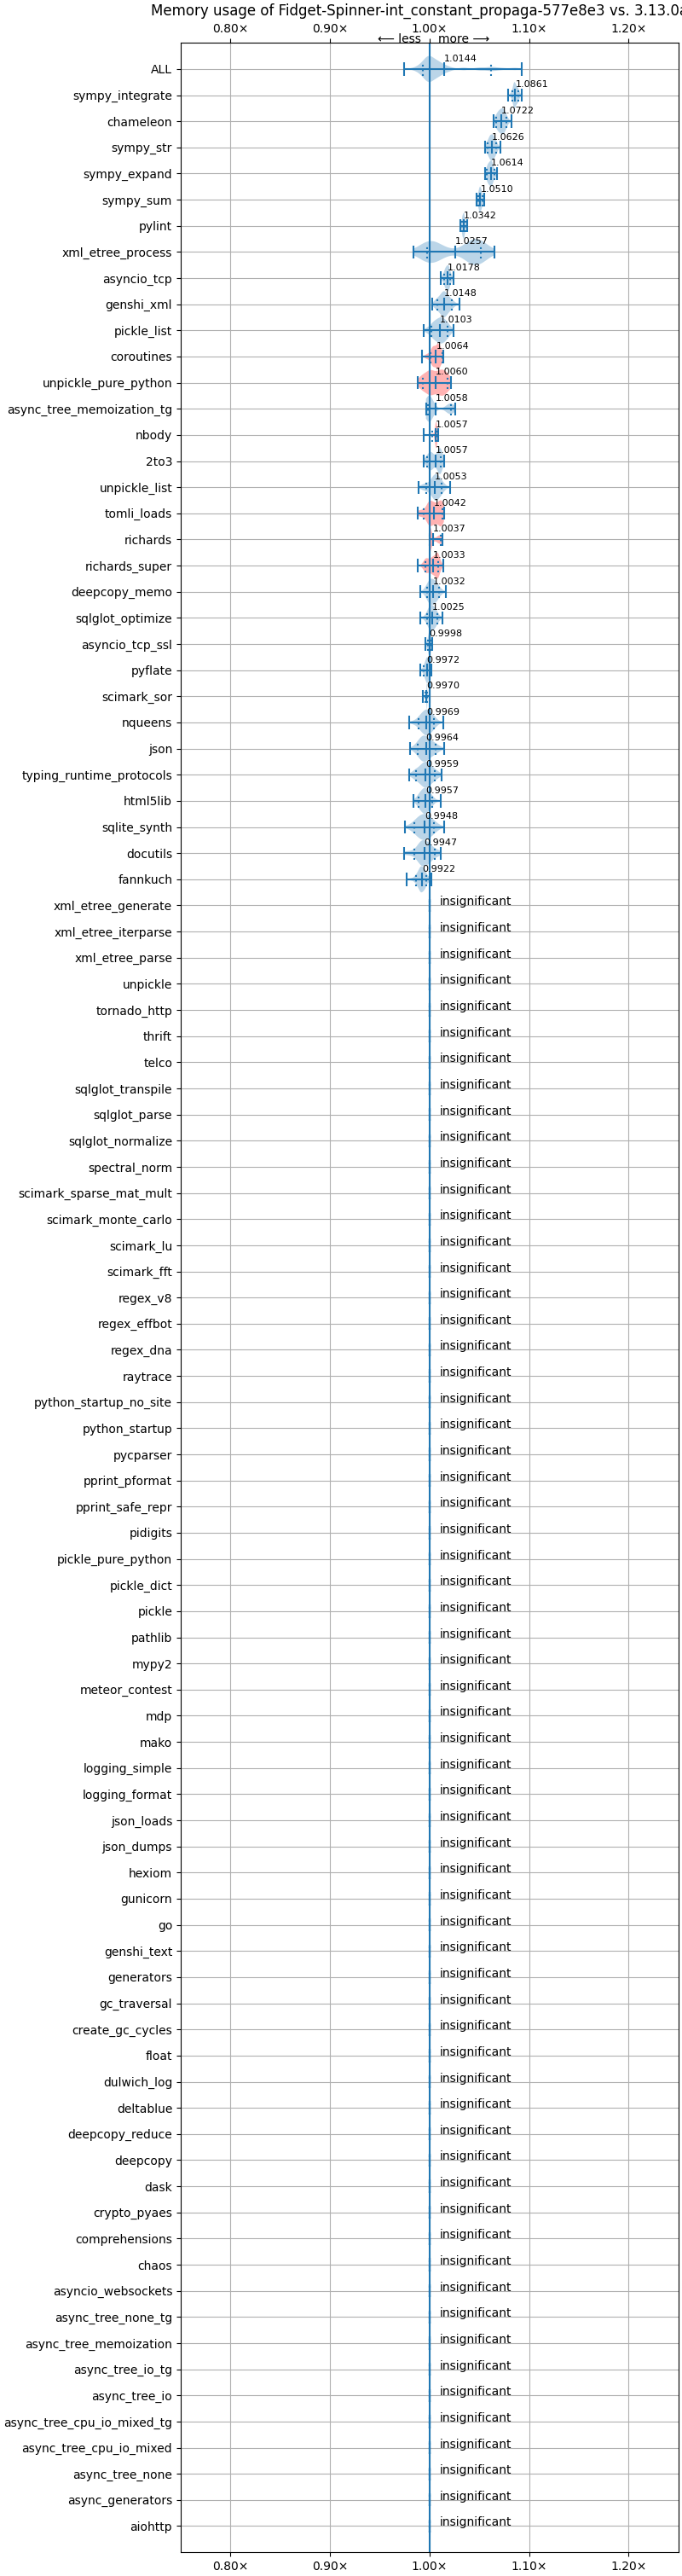 Memory usage of Fidget-Spinner-int_constant_propaga-577e8e3 vs. 3.13.0a
0.80× 0.90× 1.00× 1.10× 1.20×
⟵ less more ⟶
ALL 1.0144
sympy_integrate 1.0861
chameleon 1.0722
sympy_str 1.0626
sympy_expand 1.0614
sympy_sum 1.0510
pylint 1.0342
xml_etree_process 1.0257
asyncio_tcp 1.0178
genshi_xml 1.0148
pickle_list 1.0103
coroutines 1.0064
unpickle_pure_python 1.0060
async_tree_memoization_tg 1.0058
nbody 1.0057
2to3 1.0057
unpickle_list 1.0053
tomli_loads 1.0042
richards 1.0037
richards_super 1.0033
deepcopy_memo 1.0032
sqlglot_optimize 1.0025
asyncio_tcp_ssl 0.9998
pyflate 0.9972
scimark_sor 0.9970
nqueens 0.9969
json 0.9964
typing_runtime_protocols 0.9959
html5lib 0.9957
sqlite_synth 0.9948
docutils 0.9947
fannkuch 0.9922
xml_etree_generate insignificant
xml_etree_iterparse insignificant
xml_etree_parse insignificant
unpickle insignificant
tornado_http insignificant
thrift insignificant
telco insignificant
sqlglot_transpile insignificant
sqlglot_parse insignificant
sqlglot_normalize insignificant
spectral_norm insignificant
scimark_sparse_mat_mult insignificant
scimark_monte_carlo insignificant
scimark_lu insignificant
scimark_fft insignificant
regex_v8 insignificant
regex_effbot insignificant
regex_dna insignificant
raytrace insignificant
python_startup_no_site insignificant
python_startup insignificant
pycparser insignificant
pprint_pformat insignificant
pprint_safe_repr insignificant
pidigits insignificant
pickle_pure_python insignificant
pickle_dict insignificant
pickle insignificant
pathlib insignificant
mypy2 insignificant
meteor_contest insignificant
mdp insignificant
mako insignificant
logging_simple insignificant
logging_format insignificant
json_loads insignificant
json_dumps insignificant
hexiom insignificant
gunicorn insignificant
go insignificant
genshi_text insignificant
generators insignificant
gc_traversal insignificant
create_gc_cycles insignificant
float insignificant
dulwich_log insignificant
deltablue insignificant
deepcopy_reduce insignificant
deepcopy insignificant
dask insignificant
crypto_pyaes insignificant
comprehensions insignificant
chaos insignificant
asyncio_websockets insignificant
async_tree_none_tg insignificant
async_tree_memoization insignificant
async_tree_io_tg insignificant
async_tree_io insignificant
async_tree_cpu_io_mixed_tg insignificant
async_tree_cpu_io_mixed insignificant
async_tree_none insignificant
async_generators insignificant
aiohttp insignificant
0.80× 0.90× 1.00× 1.10× 1.20×